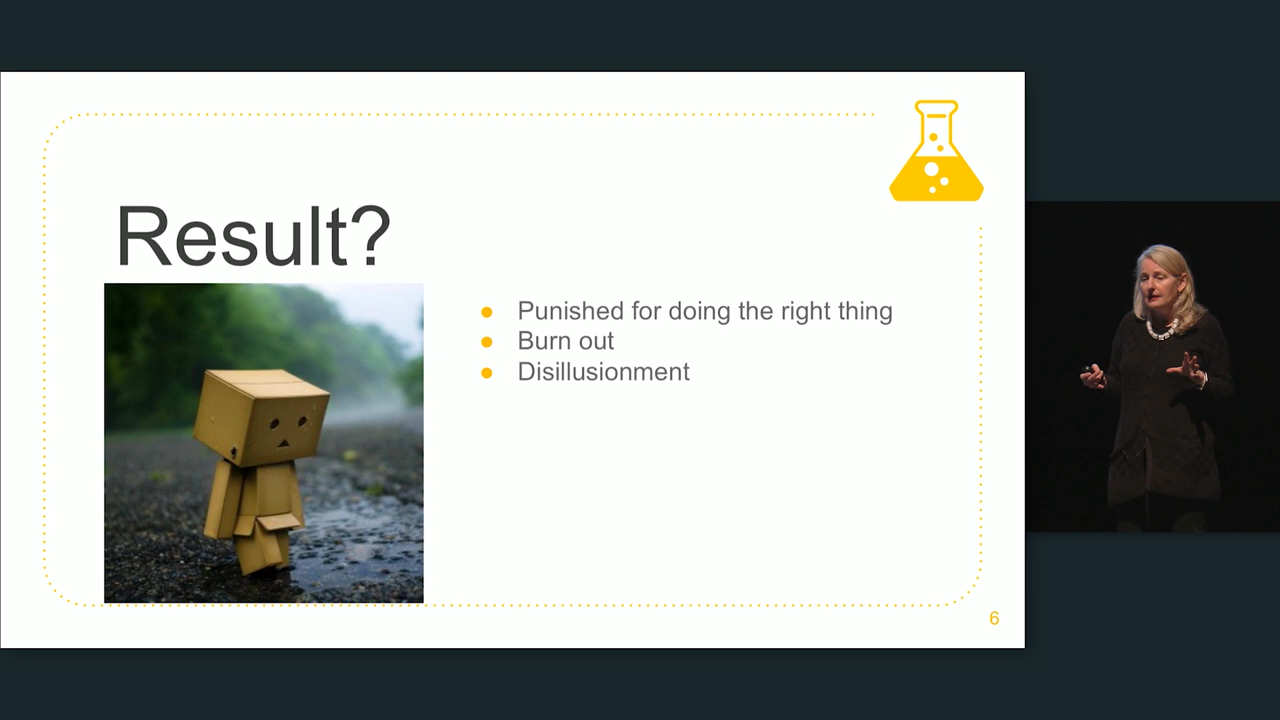 Result?
● Punished for doing the right thing
● Burn out
● Disillusionment
6